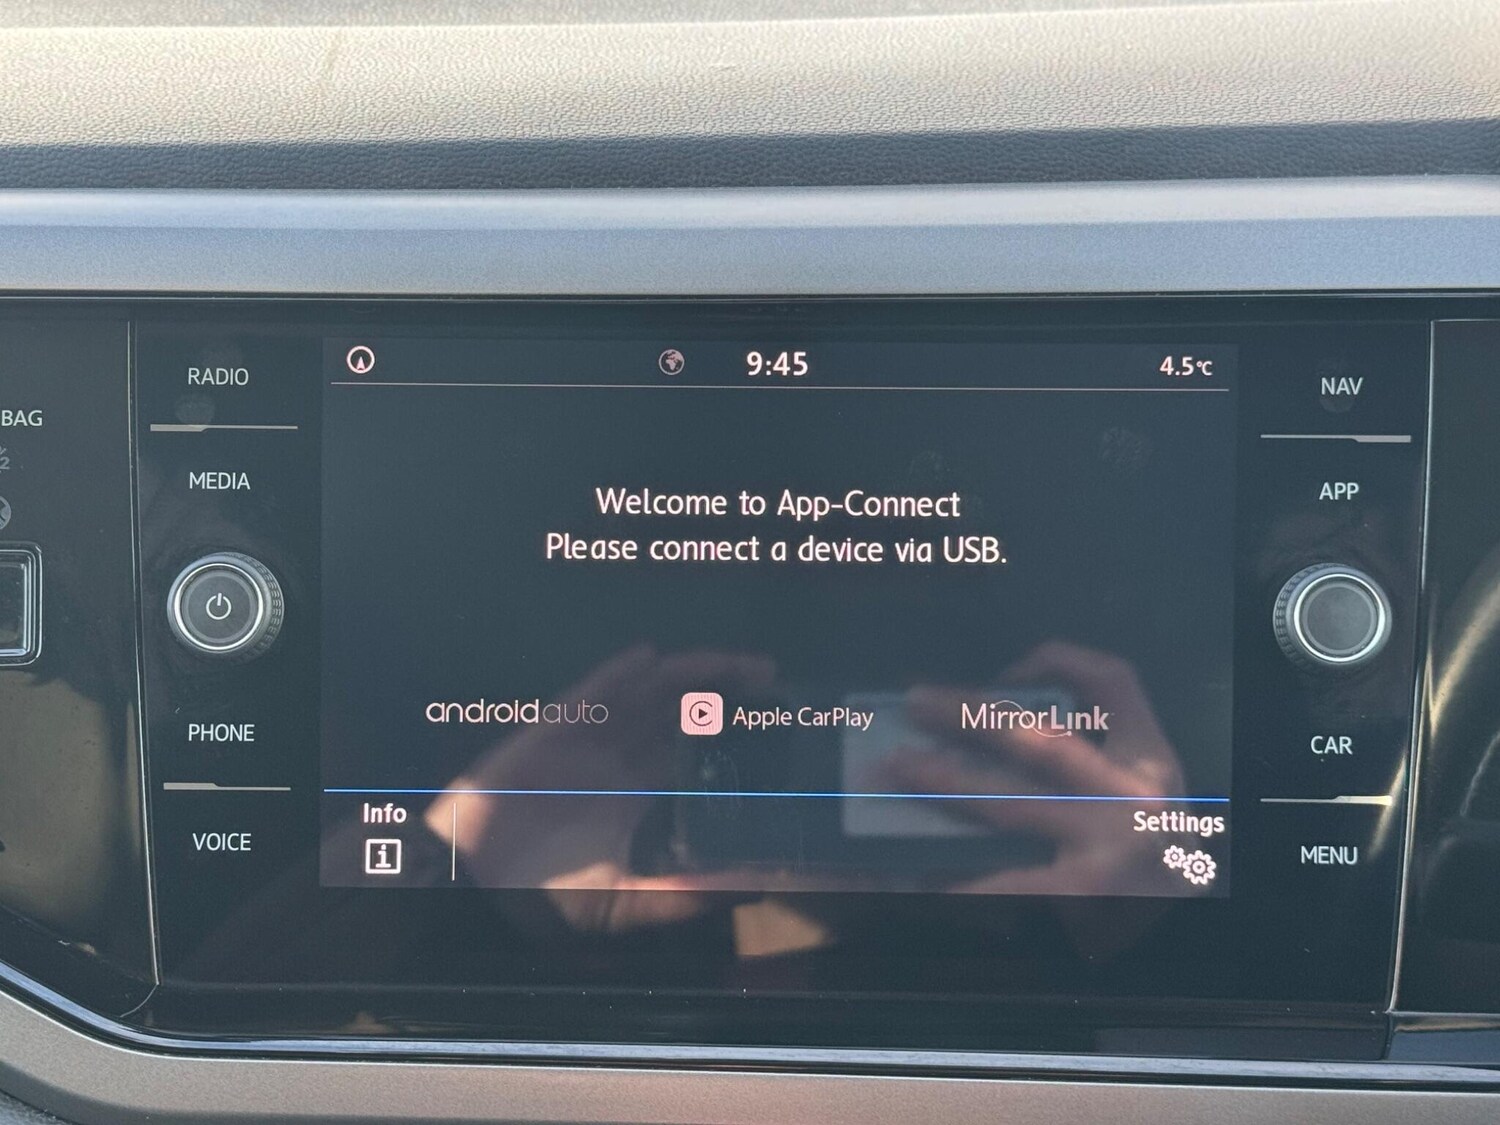 RADIO
MEDIA
PHONE
VOICE
BAG
9:45
4.5°C
Welcome to App-Connect
Please connect a device via USB.
androidauto
Apple CarPlay
MirrorLink
Info
i
Settings
NAV
APP
CAR
MENU